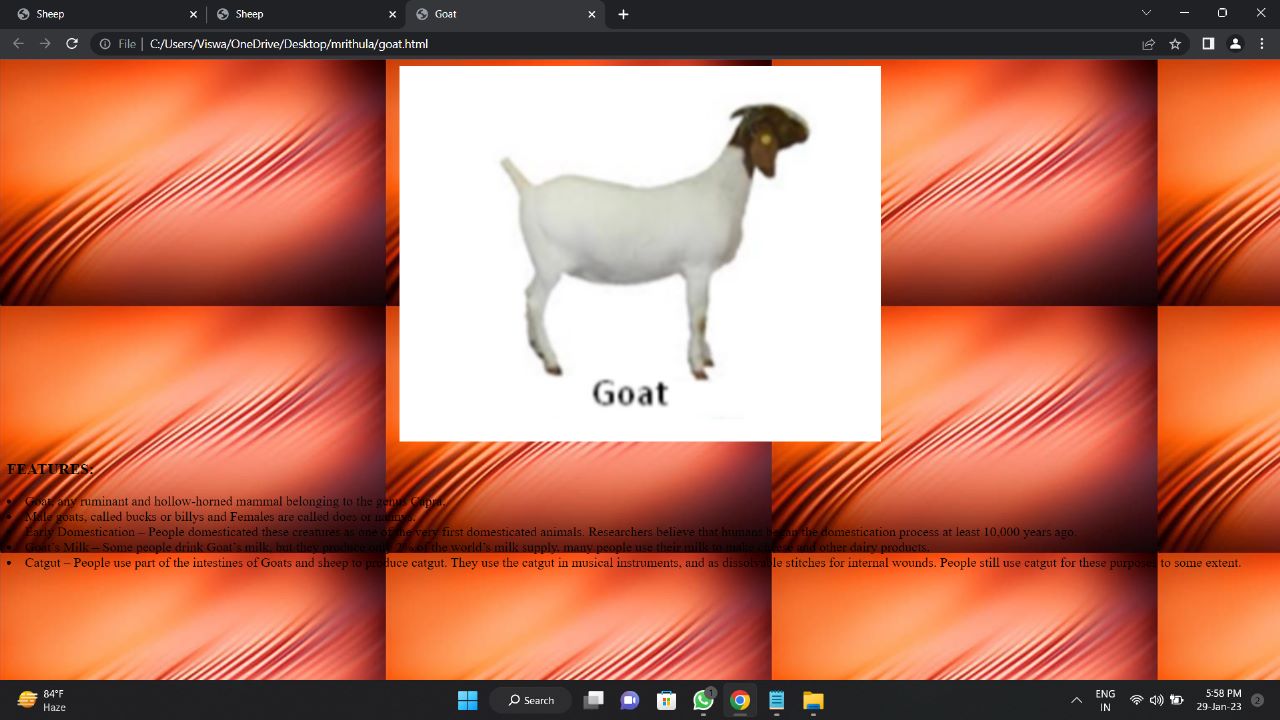 Sheep
Sheep
Goat
File
C:/Users/Viswa/OneDrive/Desktop/mrithula/goat.html
Goat
FEATURES:
• Goat, any ruminant and hollow-horned mammal belonging to the genus Capra.
• Male goats, called bucks or billys and Females are called does or nannys.
Early Domestication – People domesticated these creatures as one of the very first domesticated animals. Researchers believe that humans began the domestication process at least 10,000 years ago.
• Goat's Milk – Some people drink Goat's milk, but they produce only 2% of the world's milk supply, many people use their milk to make cheese and other dairy products.
• Catgut – People use part of the intestines of Goats and sheep to produce catgut. They use the catgut in musical instruments, and as dissolvable stitches for internal wounds. People still use catgut for these purposes to some extent.
84°F
Haze
Search
1
ENG
IN
5:58 PM
29-Jan-23
2